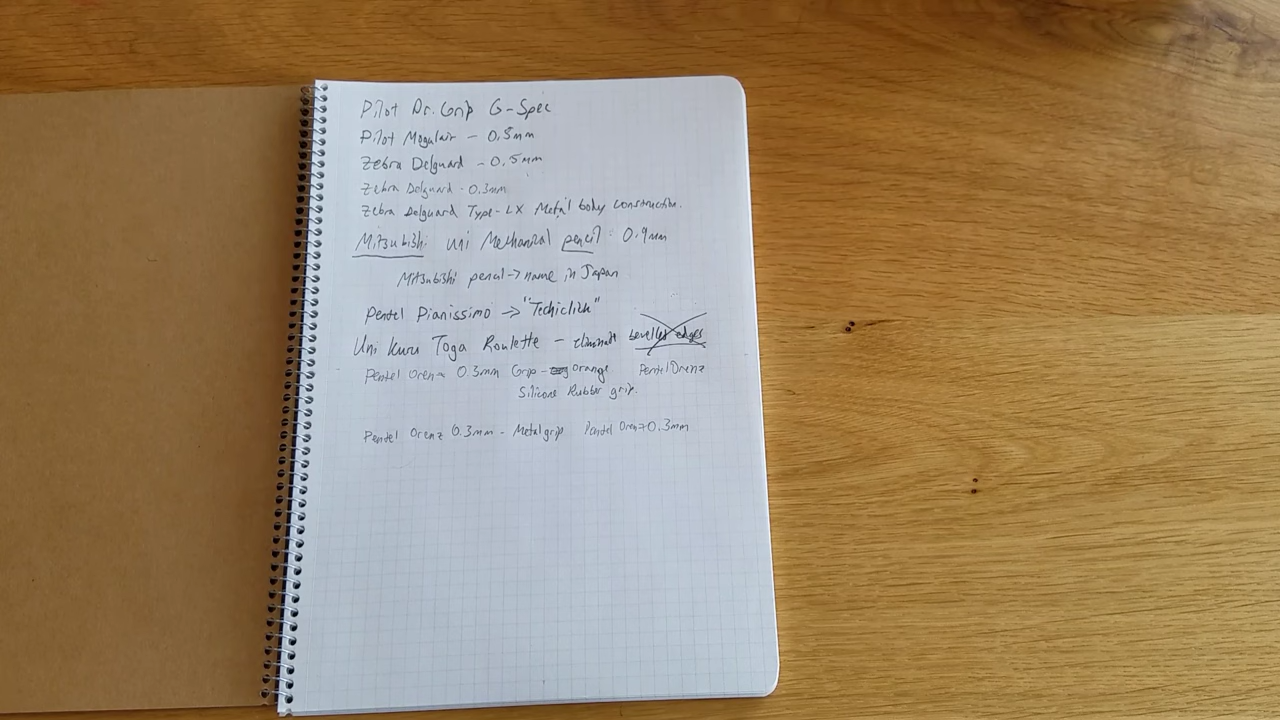 Pilot Dr. Grip G-Spec
Pilot Mogulair - 0.5mm
Zebra Delguard - 0.5mm
Zebra Delguard - 0.3mm
Zebra Delguard Type-LX Metal body construction.
Mitsubishi uni Mechanical pencil : 0.9mm
Mitsubishi pencil -> name in Japan
Pentel Pianissimo -> "Techiclick"
Uni Kuru Toga Roulette - eliminate bevelled edges
Pentel Orenz 0.3mm Grip - orange Pentel Orenz
Silicone Rubber grip.
Pentel Orenz 0.3mm - Metal grip Pentel Orenz 0.3mm